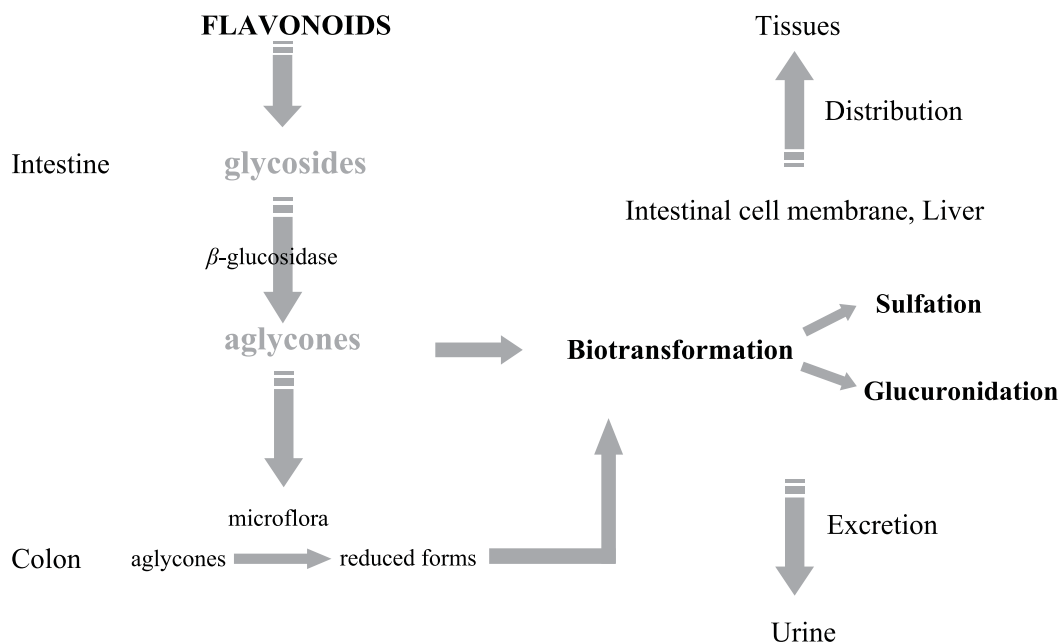 FLAVONOIDS
Tissues
Distribution
Intestine
glycosides
Intestinal cell membrane, Liver
β-glucosidase
Sulfation
aglycones
Biotransformation
Glucuronidation
microflora
Excretion
Colon
aglycones
reduced forms
Urine